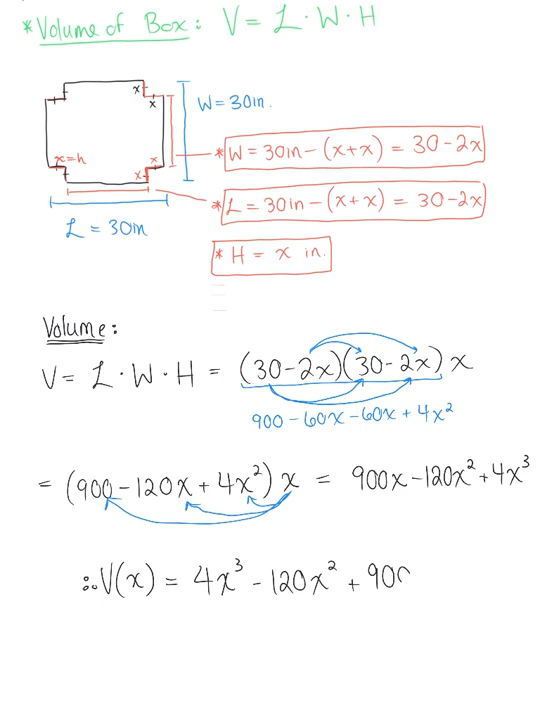 *Volume of Box: V = L · W · H
x
x
W = 30in.
x=h
x
x
* W = 30in - (x+x) = 30 - 2x
* L = 30in - (x+x) = 30 - 2x
L = 30in
* H = x in.
Volume:
V = L · W · H = (30-2x)(30-2x) x
900 - 60x - 60x + 4x²
= (900 - 120x + 4x²) x = 900x - 120x² + 4x³
∴ V(x) = 4x³ - 120x² + 90